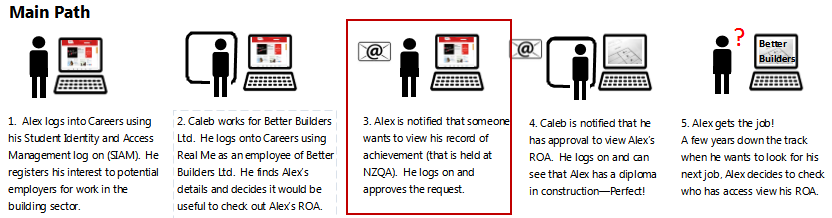 Main Path
@
@
?
Better
Builders
1. Alex logs into Careers using
his Student Identity and Access
Management log on (SIAM). He
registers his interest to potential
employers for work in the
building sector.
2. Caleb works for Better Builders
Ltd. He logs onto Careers using
Real Me as an employee of Better
Builders Ltd. He finds Alex's
details and decides it would be
useful to check out Alex's ROA.
3. Alex is notified that someone
wants to view his record of
achievement (that is held at
NZQA). He logs on and
approves the request.
4. Caleb is notified that he
has approval to view Alex's
ROA. He logs on and can
see that Alex has a diploma
in construction—Perfect!
5. Alex gets the job!
A few years down the track
when he wants to look for his
next job, Alex decides to check
who has access view his ROA.